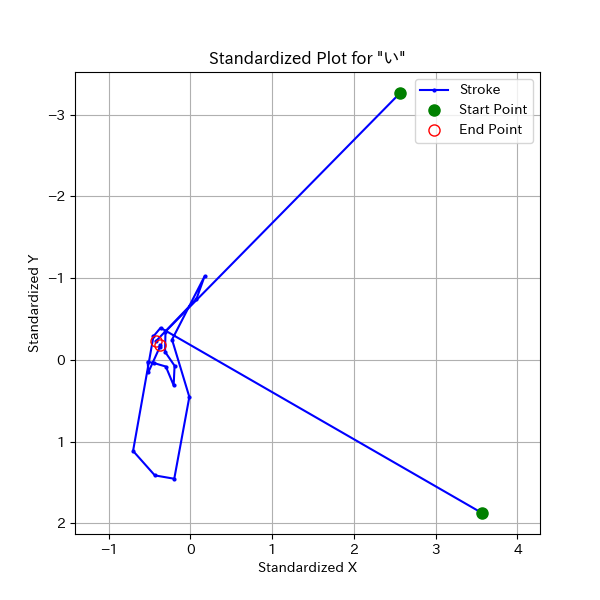 Standardized Plot for "い"
Stroke
Start Point
End Point
−3
−2
−1
0
1
2
Standardized Y
−1
0
1
2
3
4
Standardized X